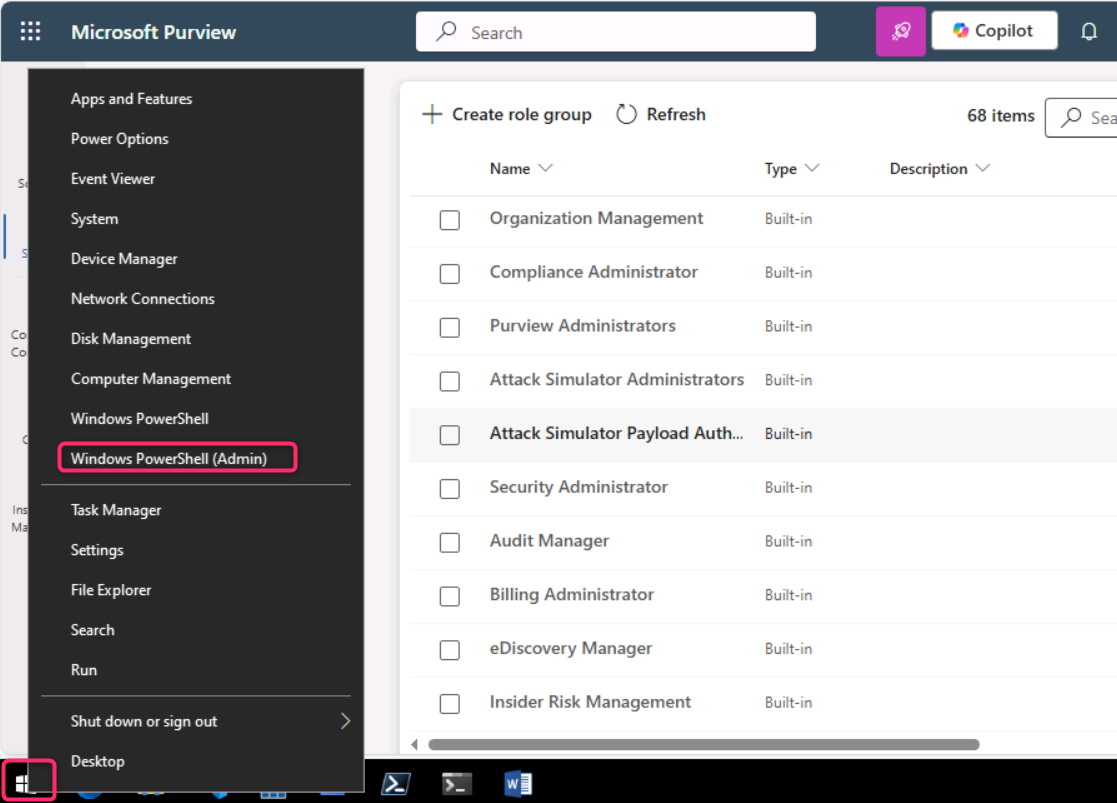 Microsoft Purview
Search
Copilot
Apps and Features
Power Options
Event Viewer
System
Device Manager
Network Connections
Disk Management
Computer Management
Windows PowerShell
Windows PowerShell (Admin)
Task Manager
Settings
File Explorer
Search
Run
Shut down or sign out
Desktop
Create role group
Refresh
68 items
Name Type Description
Organization Management Built-in
Compliance Administrator Built-in
Purview Administrators Built-in
Attack Simulator Administrators Built-in
Attack Simulator Payload Auth... Built-in
Security Administrator Built-in
Audit Manager Built-in
Billing Administrator Built-in
eDiscovery Manager Built-in
Insider Risk Management Built-in